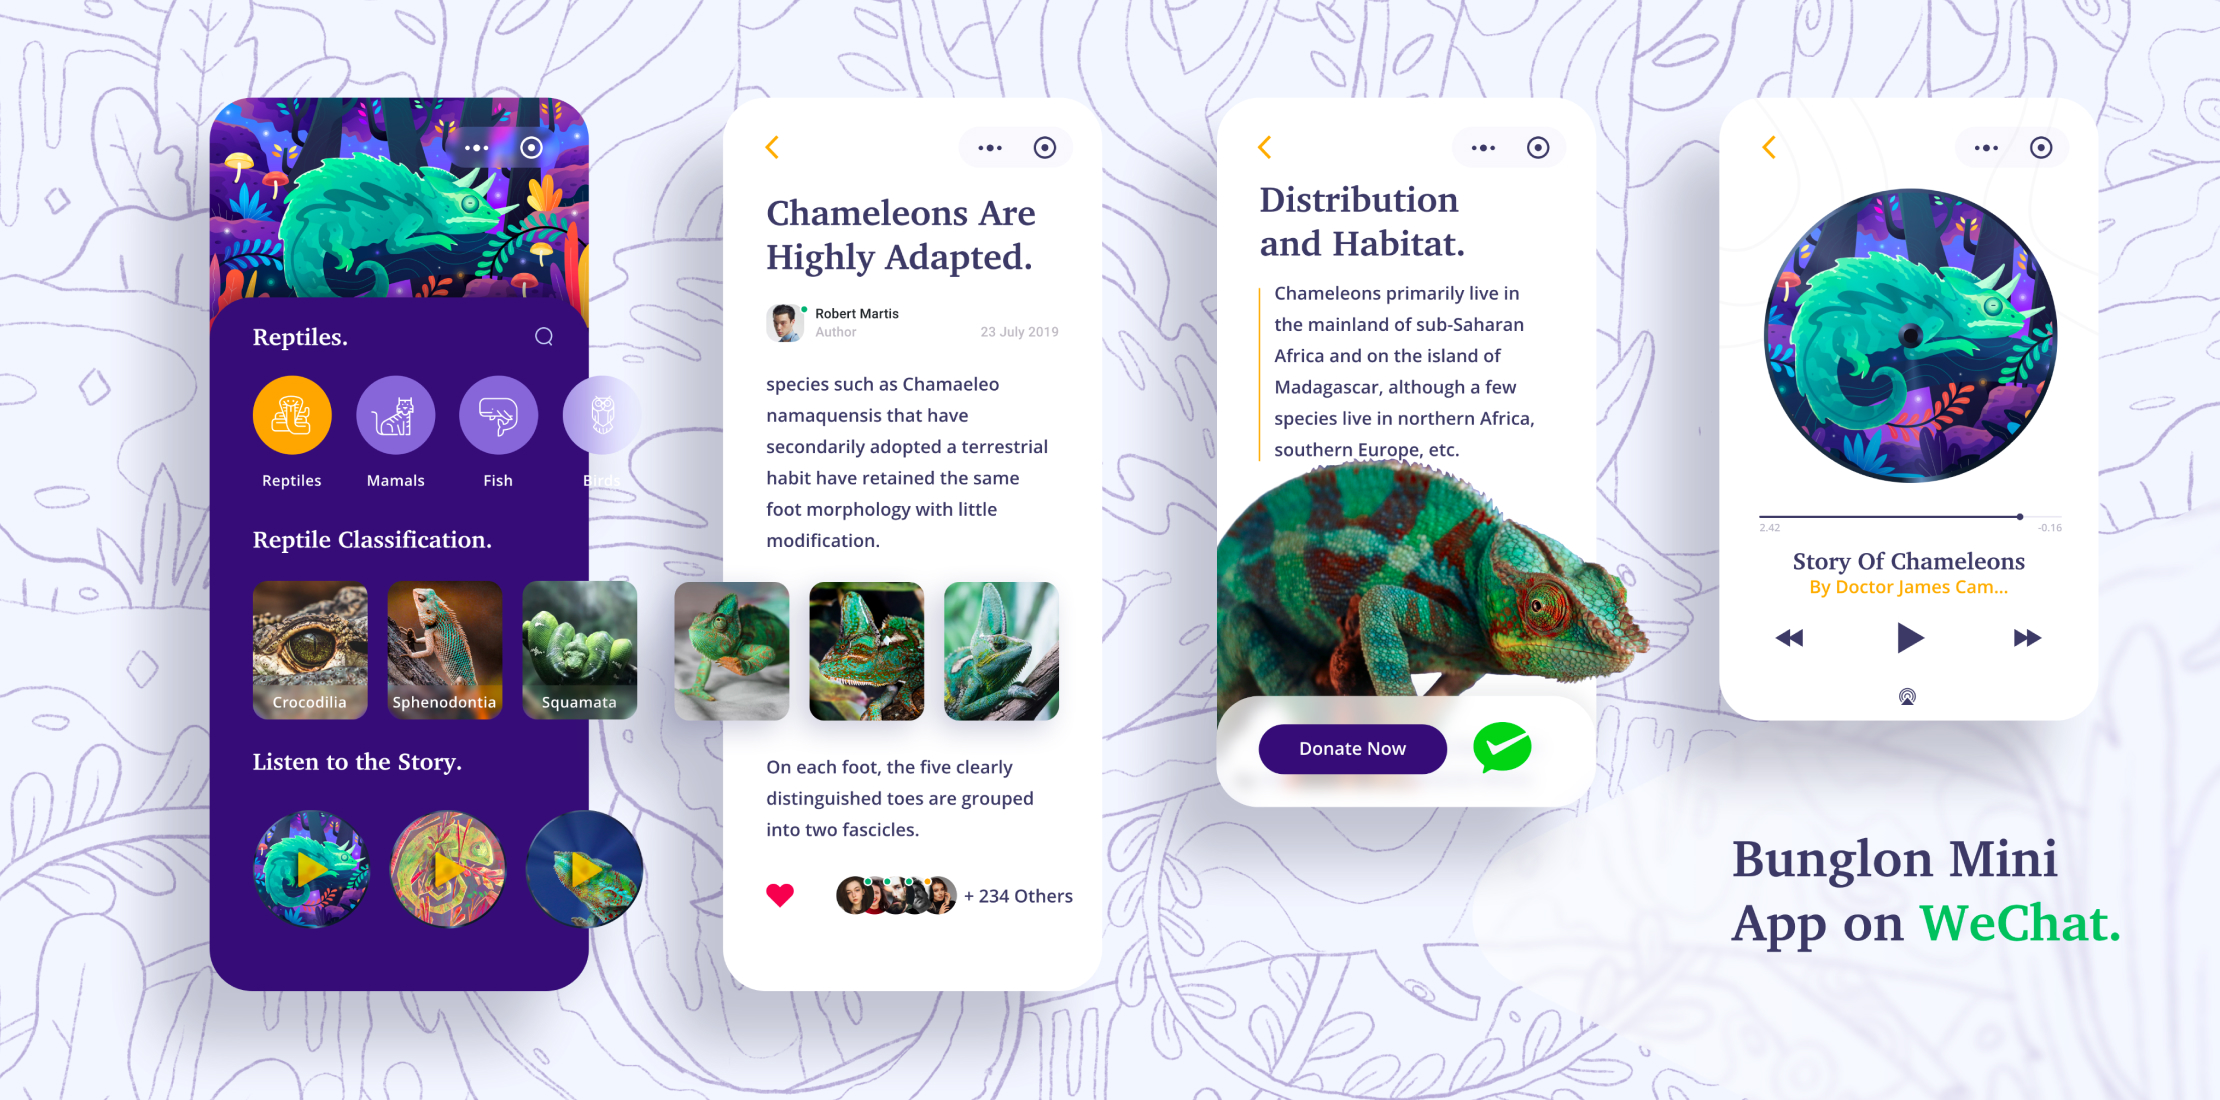 Reptiles.
Reptiles
Mamals
Fish
Birds
Reptile Classification.
Crocodilia
Sphenodontia
Squamata
Listen to the Story.
Chameleons Are
Highly Adapted.
Robert Martis
Author
23 July 2019
species such as Chamaeleo
namaquensis that have
secondarily adopted a terrestrial
habit have retained the same
foot morphology with little
modification.
On each foot, the five clearly
distinguished toes are grouped
into two fascicles.
+ 234 Others
Distribution
and Habitat.
Chameleons primarily live in
the mainland of sub-Saharan
Africa and on the island of
Madagascar, although a few
species live in northern Africa,
southern Europe, etc.
Donate Now
2.42
-0.16
Story Of Chameleons
By Doctor James Cam...
Bunglon Mini
App on WeChat.